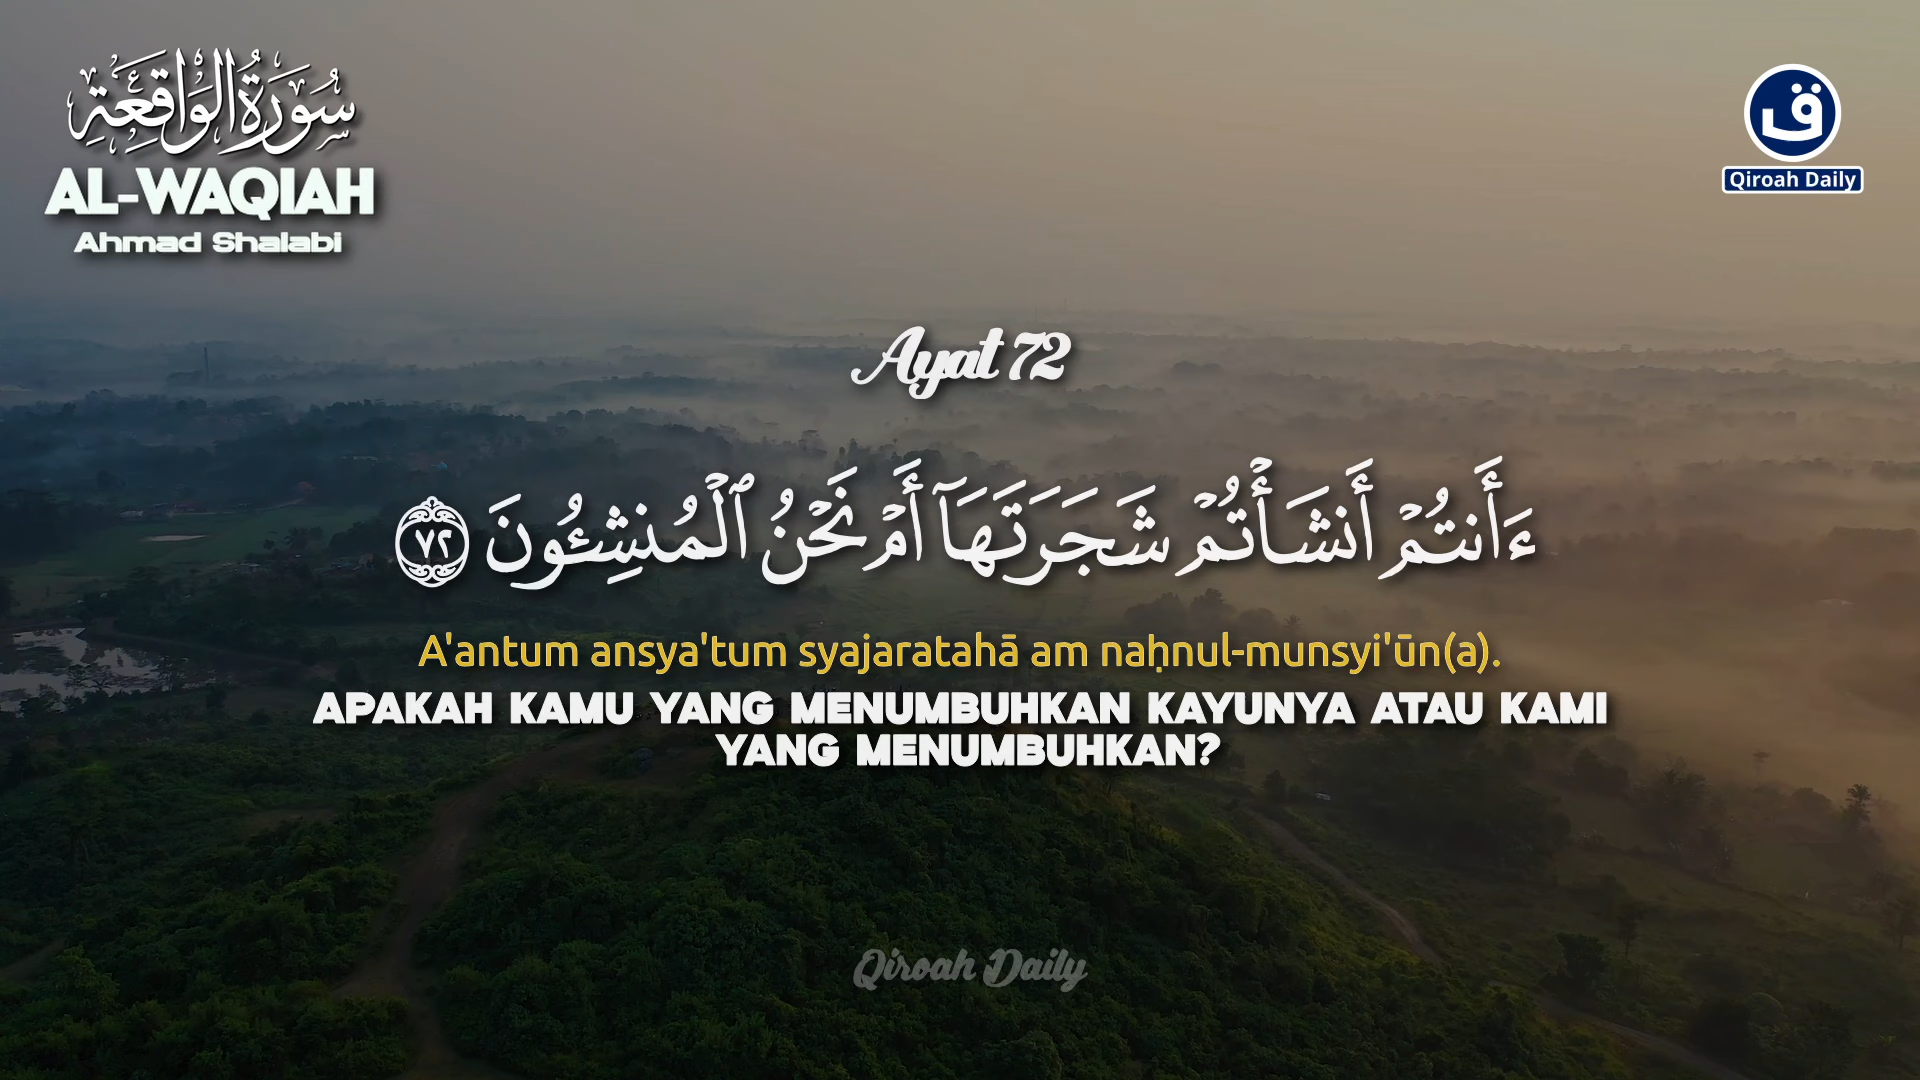 سُورَةُ الْوَاقِعَةِ
AL-WAQIAH
Ahmad Shalabi
ق
Qiroah Daily
Ayat 72
ءَأَنتُمْ أَنشَأْتُمْ شَجَرَتَهَآ أَمْ نَحْنُ ٱلْمُنشِـُٔونَ ٧٢
A'antum ansya'tum syajaratahā am naḥnul-munsyi'ūn(a).
APAKAH KAMU YANG MENUMBUHKAN KAYUNYA ATAU KAMI
YANG MENUMBUHKAN?
Qiroah Daily